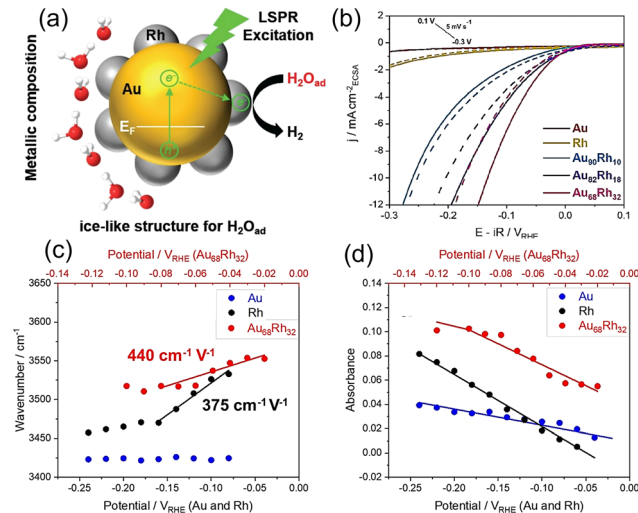 (a)
Metallic composition
Rh
LSPR
Excitation
Au
e-
e-
H₂Oad
EF
H₂
h+
ice-like structure for H₂Oad
(b)
0.1 V
5 mV s⁻¹
-0.3 V
j / mA cm⁻²ECSA
0
-2
-4
-6
-8
-10
-12
Au
Rh
Au₉₀Rh₁₀
Au₈₂Rh₁₈
Au₆₈Rh₃₂
-0.3 -0.2 -0.1 0.0 0.1
E - iR / VRHE
(c)
Potential / VRHE (Au₆₈Rh₃₂)
-0.14 -0.12 -0.10 -0.08 -0.06 -0.04 -0.02 0.00
Wavenumber / cm⁻¹
3650
3600
3550
3500
3450
3400
Au
Rh
Au₆₈Rh₃₂
440 cm⁻¹ V⁻¹
375 cm⁻¹ V⁻¹
-0.25 -0.20 -0.15 -0.10 -0.05 0.00
Potential / VRHE (Au and Rh)
(d)
Potential / VRHE (Au₆₈Rh₃₂)
-0.14 -0.12 -0.10 -0.08 -0.06 -0.04 -0.02 0.00
Absorbance
0.14
0.12
0.10
0.08
0.06
0.04
0.02
0.00
-0.02
Au
Rh
Au₆₈Rh₃₂
-0.25 -0.20 -0.15 -0.10 -0.05 0.00
Potential / VRHE (Au and Rh)